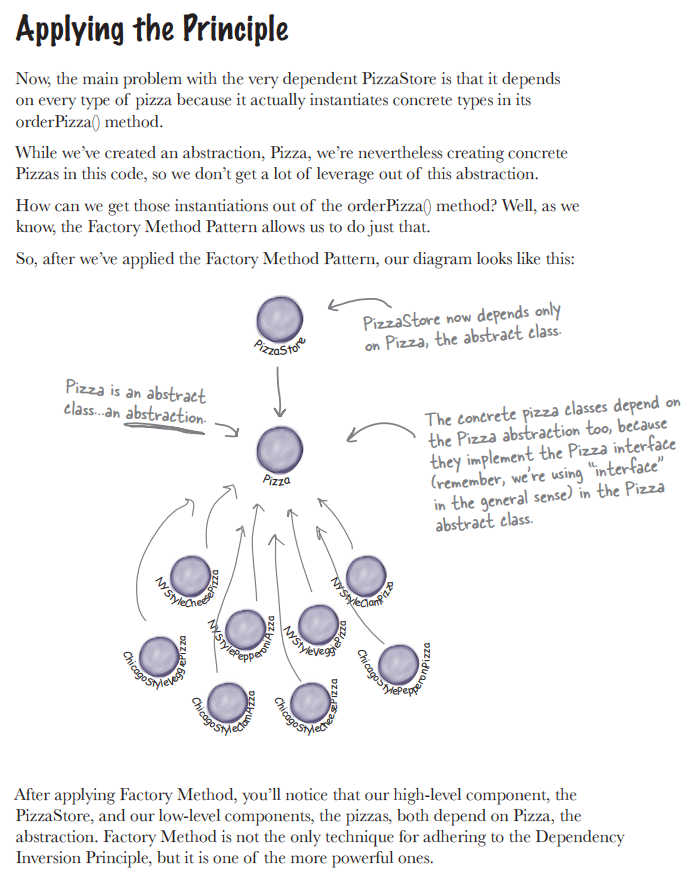 Applying the Principle
Now, the main problem with the very dependent PizzaStore is that it depends
on every type of pizza because it actually instantiates concrete types in its
orderPizza() method.
While we've created an abstraction, Pizza, we're nevertheless creating concrete
Pizzas in this code, so we don't get a lot of leverage out of this abstraction.
How can we get those instantiations out of the orderPizza() method? Well, as we
know, the Factory Method Pattern allows us to do just that.
So, after we've applied the Factory Method Pattern, our diagram looks like this:
PizzaStore
PizzaStore now depends only
on Pizza, the abstract class.
Pizza is an abstract
class...an abstraction.
Pizza
The concrete pizza classes depend on
the Pizza abstraction too, because
they implement the Pizza interface
(remember, we're using "interface"
in the general sense) in the Pizza
abstract class.
NYStyleCheesePizza
NYStyleClamPizza
NYStylePepperoniPizza
NYStyleVeggiePizza
ChicagoStyleVeggiePizza
ChicagoStylePepperoniPizza
ChicagoStyleClamPizza
ChicagoStyleCheesePizza
After applying Factory Method, you'll notice that our high-level component, the
PizzaStore, and our low-level components, the pizzas, both depend on Pizza, the
abstraction. Factory Method is not the only technique for adhering to the Dependency
Inversion Principle, but it is one of the more powerful ones.